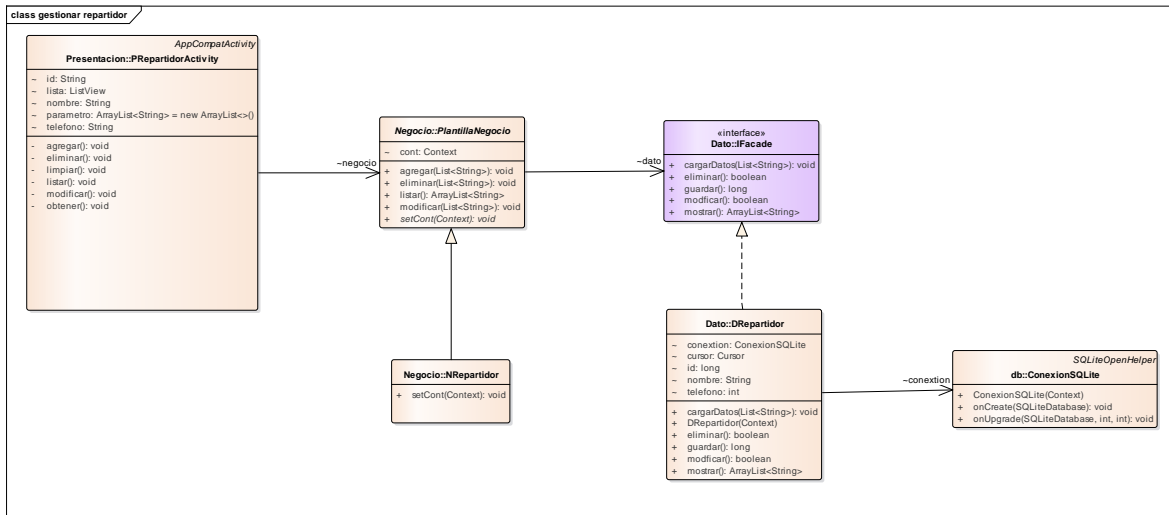 class gestionar repartidor
AppCompatActivity
Presentacion::PRepartidorActivity
~ id: String
~ lista: ListView
~ nombre: String
~ parametro: ArrayList<String> = new ArrayList<>()
~ telefono: String
- agregar(): void
- eliminar(): void
- limpiar(): void
- listar(): void
- modificar(): void
- obtener(): void
~negocio
Negocio::PlantillaNegocio
~ cont: Context
+ agregar(List<String>): void
+ eliminar(List<String>): void
+ listar(): ArrayList<String>
+ modificar(List<String>): void
+ setCont(Context): void
~dato
«interface»
Dato::IFacade
+ cargarDatos(List<String>): void
+ eliminar(): boolean
+ guardar(): long
+ modficar(): boolean
+ mostrar(): ArrayList<String>
Negocio::NRepartidor
+ setCont(Context): void
Dato::DRepartidor
~ conextion: ConexionSQLite
~ cursor: Cursor
~ id: long
~ nombre: String
~ telefono: int
+ cargarDatos(List<String>): void
+ DRepartidor(Context)
+ eliminar(): boolean
+ guardar(): long
+ modficar(): boolean
+ mostrar(): ArrayList<String>
~conextion
SQLiteOpenHelper
db::ConexionSQLite
+ ConexionSQLite(Context)
+ onCreate(SQLiteDatabase): void
+ onUpgrade(SQLiteDatabase, int, int): void